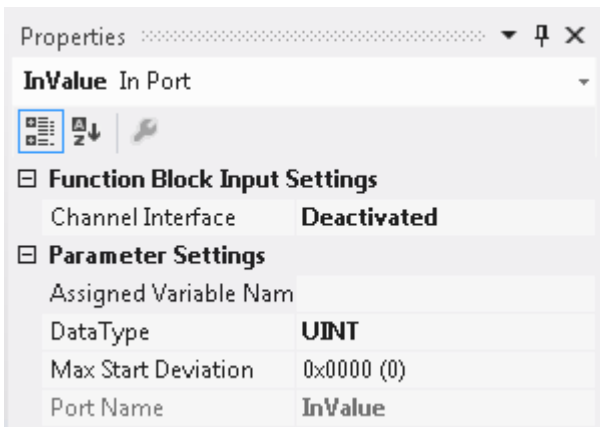 Properties
InValue In Port
Function Block Input Settings
Channel Interface Deactivated
Parameter Settings
Assigned Variable Nam
DataType UINT
Max Start Deviation 0x0000 (0)
Port Name InValue